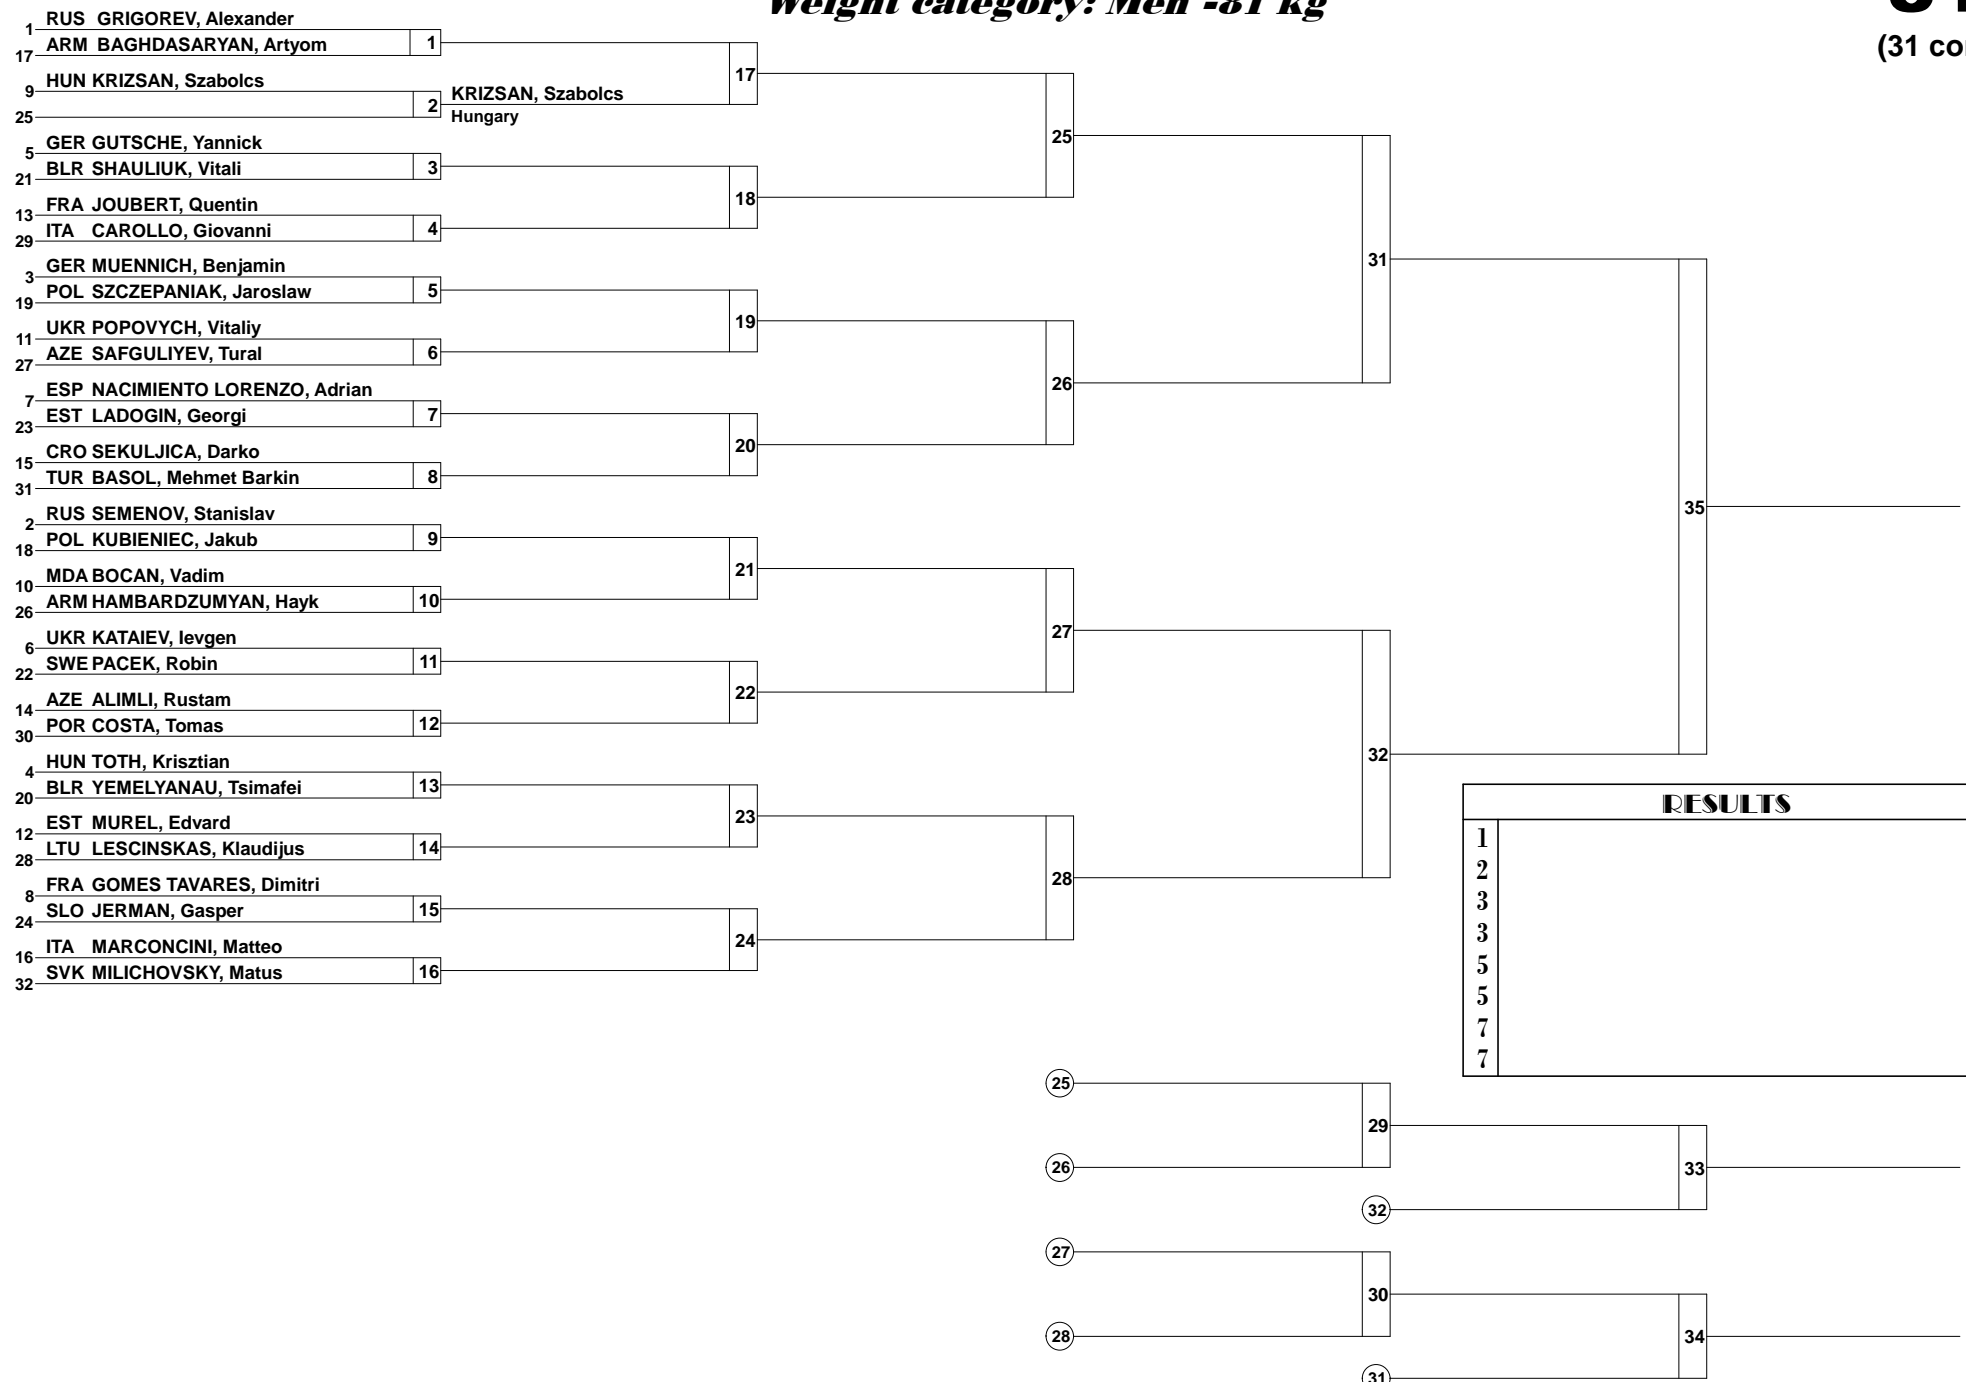 Weight category: Men -81 kg
(31 co
1 RUS GRIGOREV, Alexander
17 ARM BAGHDASARYAN, Artyom
1
9 HUN KRIZSAN, Szabolcs
25
2
KRIZSAN, Szabolcs
Hungary
17
5 GER GUTSCHE, Yannick
21 BLR SHAULIUK, Vitali
3
13 FRA JOUBERT, Quentin
29 ITA CAROLLO, Giovanni
4
18
25
3 GER MUENNICH, Benjamin
19 POL SZCZEPANIAK, Jaroslaw
5
11 UKR POPOVYCH, Vitaliy
27 AZE SAFGULIYEV, Tural
6
19
7 ESP NACIMIENTO LORENZO, Adrian
23 EST LADOGIN, Georgi
7
15 CRO SEKULJICA, Darko
31 TUR BASOL, Mehmet Barkin
8
20
26
31
2 RUS SEMENOV, Stanislav
18 POL KUBIENIEC, Jakub
9
10 MDA BOCAN, Vadim
26 ARM HAMBARDZUMYAN, Hayk
10
21
6 UKR KATAIEV, Ievgen
22 SWE PACEK, Robin
11
14 AZE ALIMLI, Rustam
30 POR COSTA, Tomas
12
22
27
4 HUN TOTH, Krisztian
20 BLR YEMELYANAU, Tsimafei
13
12 EST MUREL, Edvard
28 LTU LESCINSKAS, Klaudijus
14
23
8 FRA GOMES TAVARES, Dimitri
24 SLO JERMAN, Gasper
15
16 ITA MARCONCINI, Matteo
32 SVK MILICHOVSKY, Matus
16
24
28
32
35
RESULTS
1
2
3
3
5
5
7
7
25
26
29
32
33
27
28
30
31
34